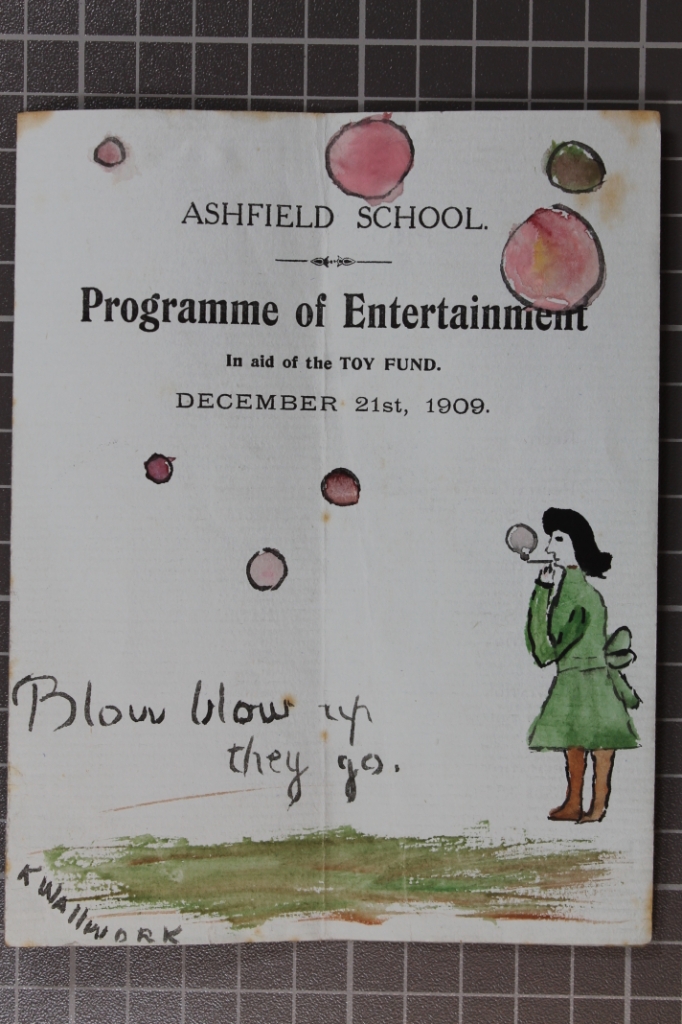 ASHFIELD SCHOOL.
Programme of Entertainment
In aid of the TOY FUND.
DECEMBER 21st, 1909.
Blow blow up
they go.
K WAllWORK